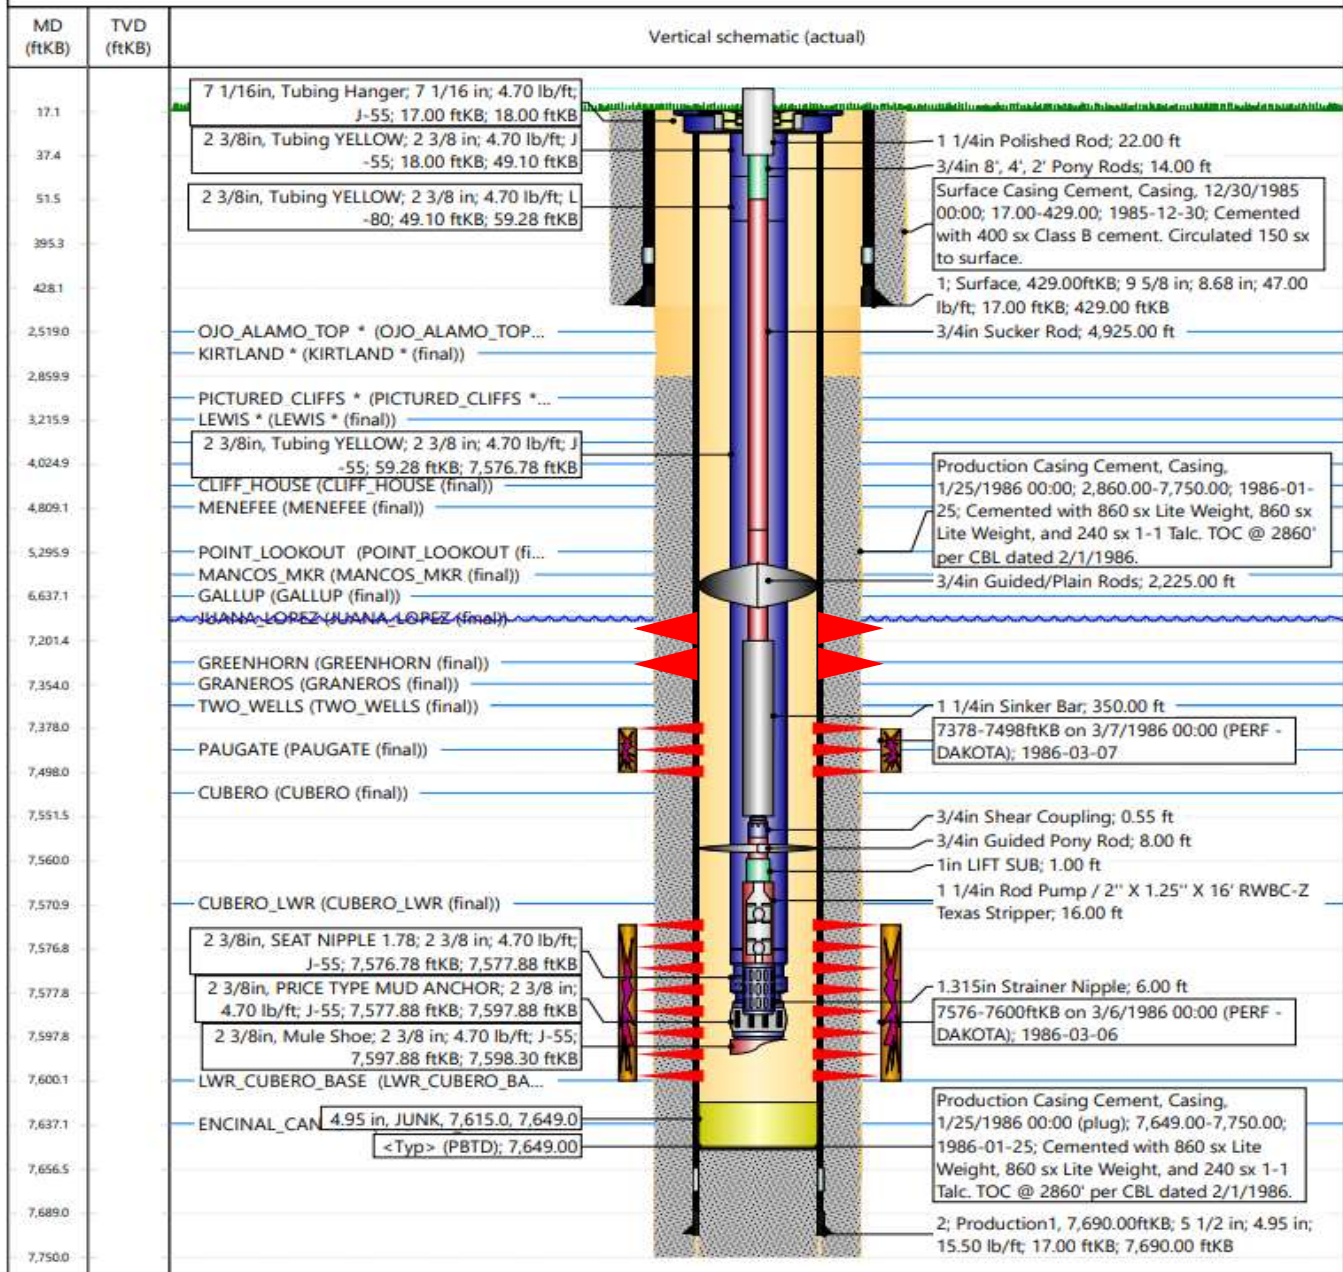 MD
(ftKB)
TVD
(ftKB)
Vertical schematic (actual)
17.1
37.4
51.5
395.3
428.1
2,519.0
2,859.9
3,215.9
4,024.9
4,809.1
5,295.9
6,637.1
7,201.4
7,354.0
7,378.0
7,498.0
7,551.5
7,560.0
7,570.9
7,576.8
7,577.8
7,597.8
7,600.1
7,637.1
7,656.5
7,689.0
7,750.0
7 1/16in, Tubing Hanger; 7 1/16 in; 4.70 lb/ft;
J-55; 17.00 ftKB; 18.00 ftKB
2 3/8in, Tubing YELLOW; 2 3/8 in; 4.70 lb/ft; J
-55; 18.00 ftKB; 49.10 ftKB
2 3/8in, Tubing YELLOW; 2 3/8 in; 4.70 lb/ft; L
-80; 49.10 ftKB; 59.28 ftKB
OJO_ALAMO_TOP * (OJO_ALAMO_TOP...
KIRTLAND * (KIRTLAND * (final))
PICTURED_CLIFFS * (PICTURED_CLIFFS *...
LEWIS * (LEWIS * (final))
2 3/8in, Tubing YELLOW; 2 3/8 in; 4.70 lb/ft; J
-55; 59.28 ftKB; 7,576.78 ftKB
CLIFF_HOUSE (CLIFF_HOUSE (final))
MENEFEE (MENEFEE (final))
POINT_LOOKOUT (POINT_LOOKOUT (fi...
MANCOS_MKR (MANCOS_MKR (final))
GALLUP (GALLUP (final))
JUANA_LOPEZ (JUANA_LOPEZ (final))
GREENHORN (GREENHORN (final))
GRANEROS (GRANEROS (final))
TWO_WELLS (TWO_WELLS (final))
PAUGATE (PAUGATE (final))
CUBERO (CUBERO (final))
CUBERO_LWR (CUBERO_LWR (final))
2 3/8in, SEAT NIPPLE 1.78; 2 3/8 in; 4.70 lb/ft;
J-55; 7,576.78 ftKB; 7,577.88 ftKB
2 3/8in, PRICE TYPE MUD ANCHOR; 2 3/8 in;
4.70 lb/ft; J-55; 7,577.88 ftKB; 7,597.88 ftKB
2 3/8in, Mule Shoe; 2 3/8 in; 4.70 lb/ft; J-55;
7,597.88 ftKB; 7,598.30 ftKB
LWR_CUBERO_BASE (LWR_CUBERO_BA...
ENCINAL_CAN
4.95 in, JUNK, 7,615.0, 7,649.0
<Typ> (PBTD); 7,649.00
1 1/4in Polished Rod; 22.00 ft
3/4in 8', 4', 2' Pony Rods; 14.00 ft
Surface Casing Cement, Casing, 12/30/1985
00:00; 17.00-429.00; 1985-12-30; Cemented
with 400 sx Class B cement. Circulated 150 sx
to surface.
1; Surface, 429.00ftKB; 9 5/8 in; 8.68 in; 47.00
lb/ft; 17.00 ftKB; 429.00 ftKB
3/4in Sucker Rod; 4,925.00 ft
Production Casing Cement, Casing,
1/25/1986 00:00; 2,860.00-7,750.00; 1986-01-
25; Cemented with 860 sx Lite Weight, 860 sx
Lite Weight, and 240 sx 1-1 Talc. TOC @ 2860'
per CBL dated 2/1/1986.
3/4in Guided/Plain Rods; 2,225.00 ft
1 1/4in Sinker Bar; 350.00 ft
7378-7498ftKB on 3/7/1986 00:00 (PERF -
DAKOTA); 1986-03-07
3/4in Shear Coupling; 0.55 ft
3/4in Guided Pony Rod; 8.00 ft
1in LIFT SUB; 1.00 ft
1 1/4in Rod Pump / 2'' X 1.25'' X 16' RWBC-Z
Texas Stripper; 16.00 ft
1.315in Strainer Nipple; 6.00 ft
7576-7600ftKB on 3/6/1986 00:00 (PERF -
DAKOTA); 1986-03-06
Production Casing Cement, Casing,
1/25/1986 00:00 (plug); 7,649.00-7,750.00;
1986-01-25; Cemented with 860 sx Lite
Weight, 860 sx Lite Weight, and 240 sx 1-1
Talc. TOC @ 2860' per CBL dated 2/1/1986.
2; Production1, 7,690.00ftKB; 5 1/2 in; 4.95 in;
15.50 lb/ft; 17.00 ftKB; 7,690.00 ftKB